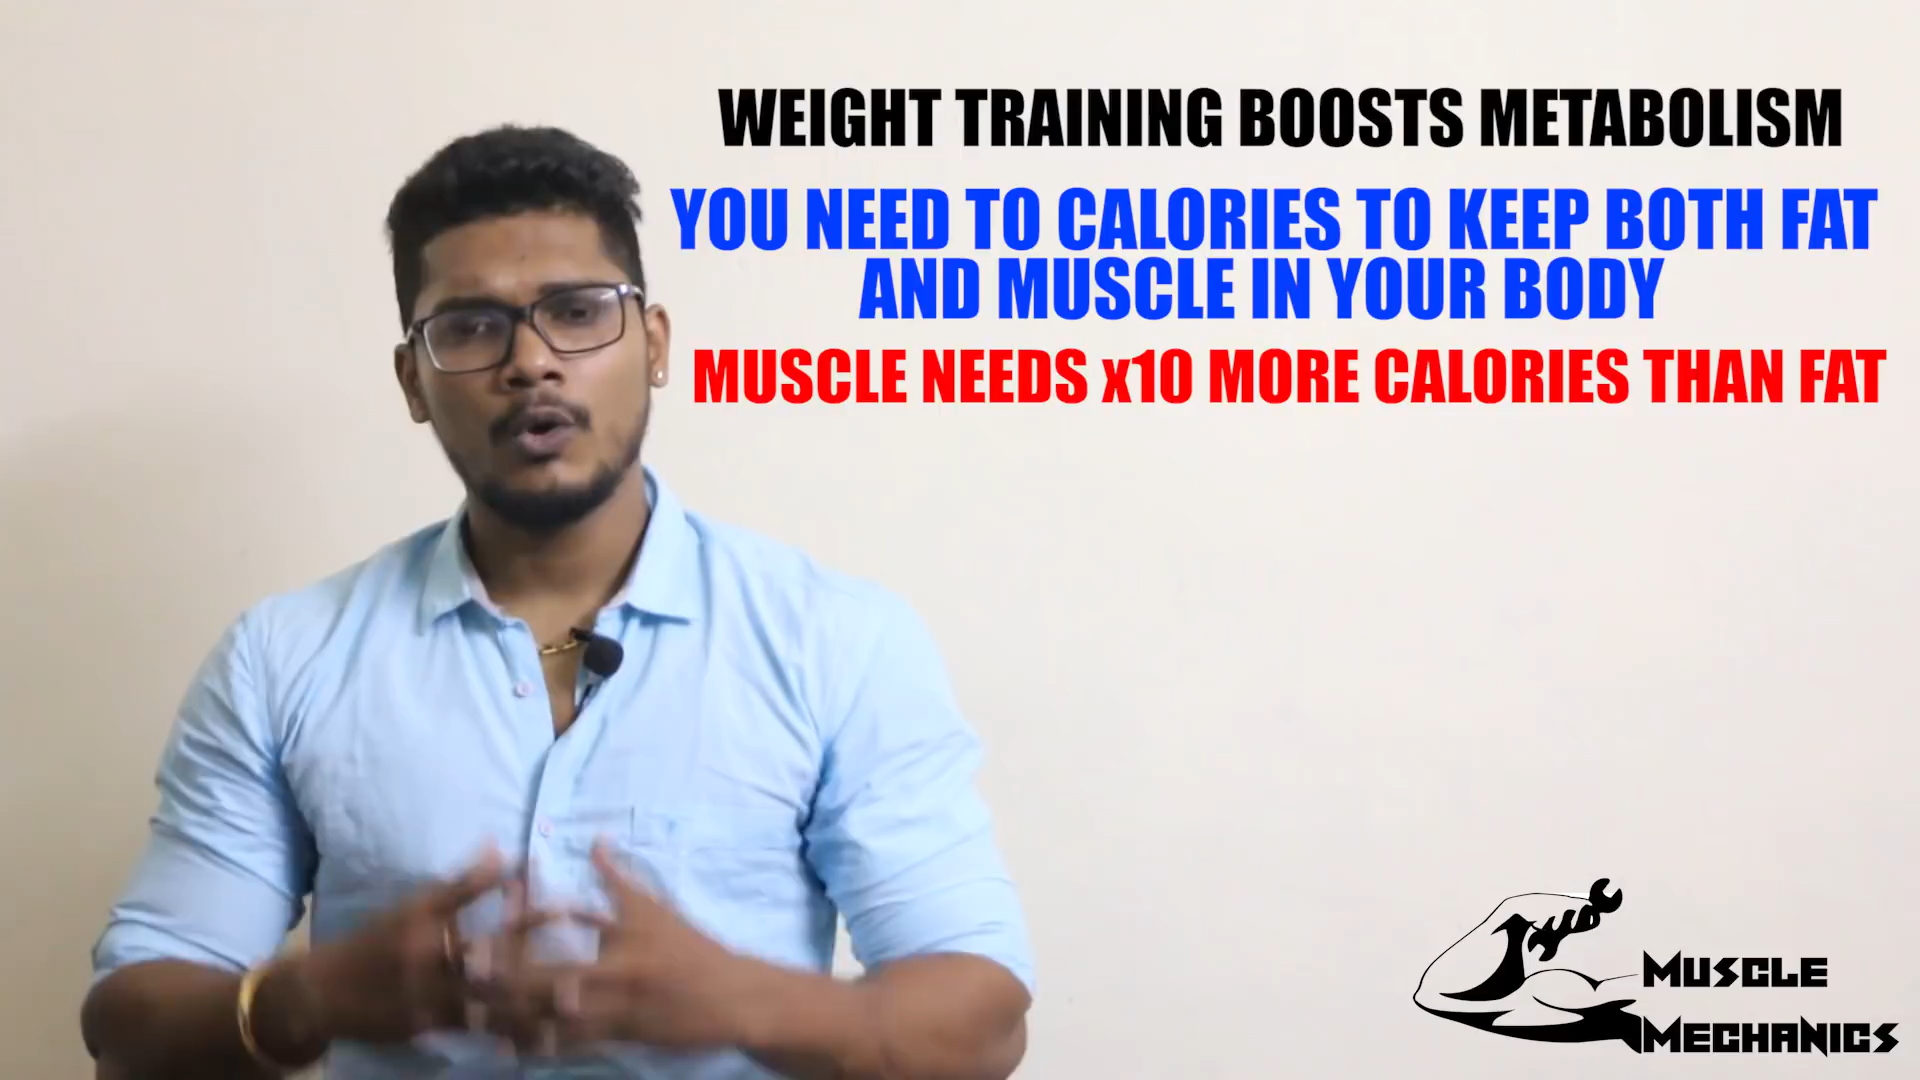 WEIGHT TRAINING BOOSTS METABOLISM
YOU NEED TO CALORIES TO KEEP BOTH FAT
AND MUSCLE IN YOUR BODY
MUSCLE NEEDS x10 MORE CALORIES THAN FAT
MUSCLE
MECHANICS